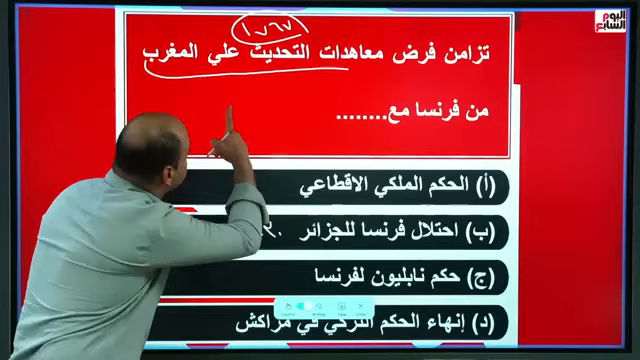 اليوم السابع
١٧٦٧
تزامن فرض معاهدات التحديث علي المغرب
من فرنسا مع........
(أ) الحكم الملكي الاقطاعي
(ب) احتلال فرنسا للجزائر
(ج) حكم نابليون لفرنسا
(د) إنهاء الحكم التركي في مراكش